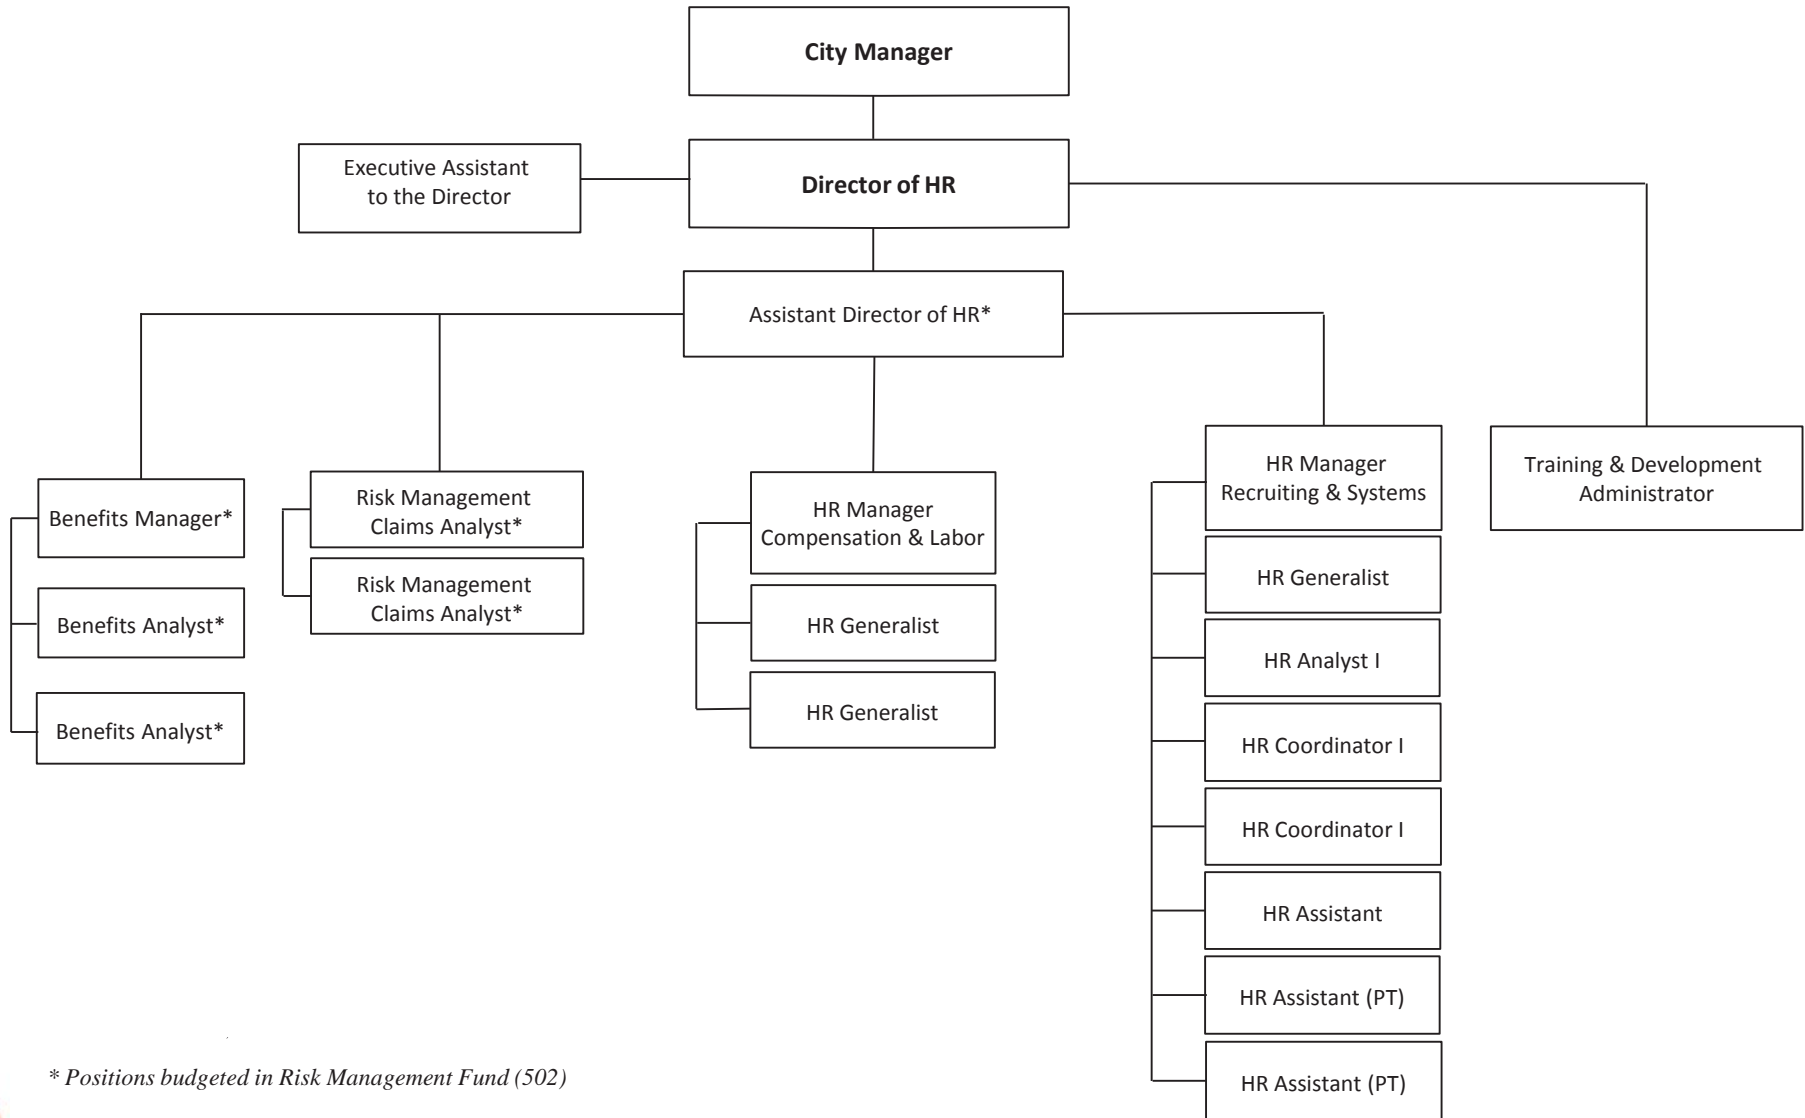 City Manager
Executive Assistant
to the Director
Director of HR
Assistant Director of HR*
Benefits Manager*
Benefits Analyst*
Benefits Analyst*
Risk Management
Claims Analyst*
Risk Management
Claims Analyst*
HR Manager
Compensation & Labor
HR Generalist
HR Generalist
HR Manager
Recruiting & Systems
HR Generalist
HR Analyst I
HR Coordinator I
HR Coordinator I
HR Assistant
HR Assistant (PT)
HR Assistant (PT)
Training & Development
Administrator
* Positions budgeted in Risk Management Fund (502)